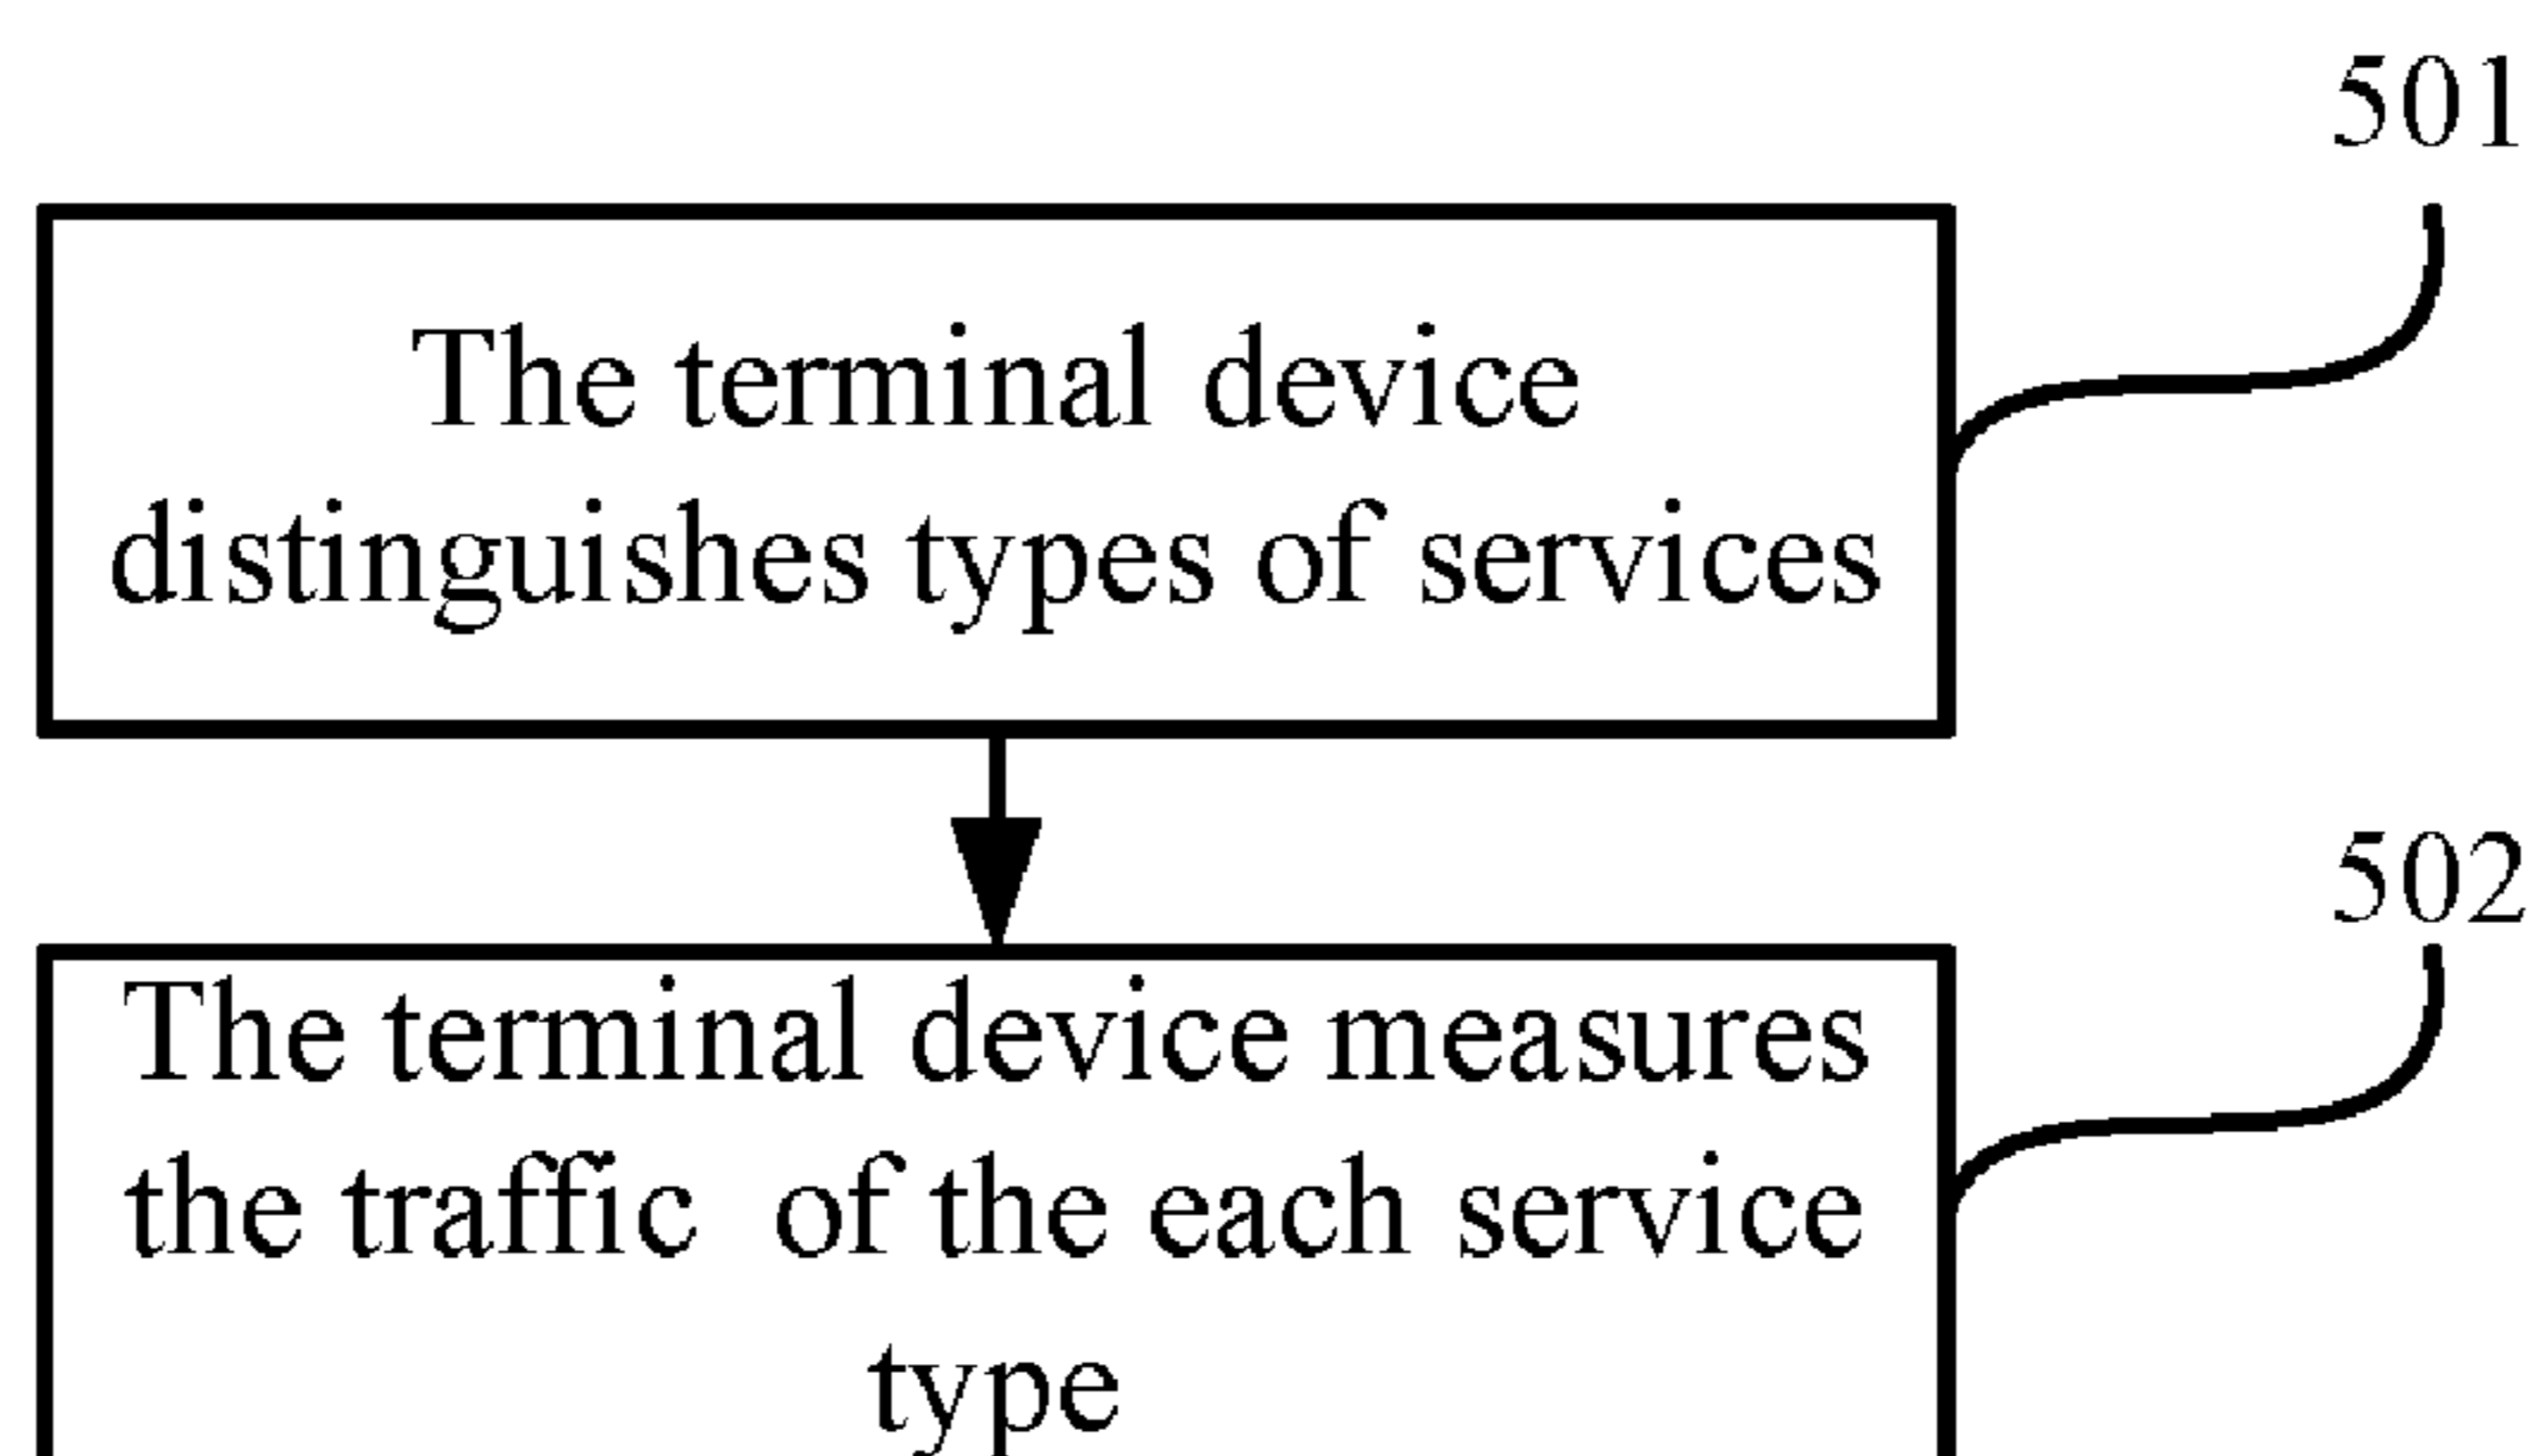 501
The terminal device
distinguishes types of services
502
The terminal device measures
the traffic of the each service
type